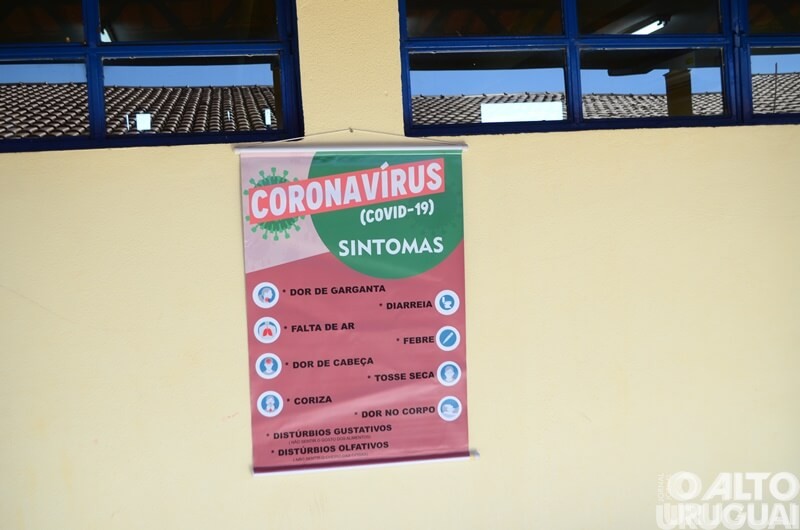 CORONAVÍRUS
(COVID-19)
SINTOMAS
* DOR DE GARGANTA
* DIARREIA
* FALTA DE AR
* FEBRE
* DOR DE CABEÇA
* TOSSE SECA
* CORIZA
* DOR NO CORPO
* DISTÚRBIOS GUSTATIVOS
* DISTÚRBIOS OLFATIVOS
O ALTO
URUGUAI